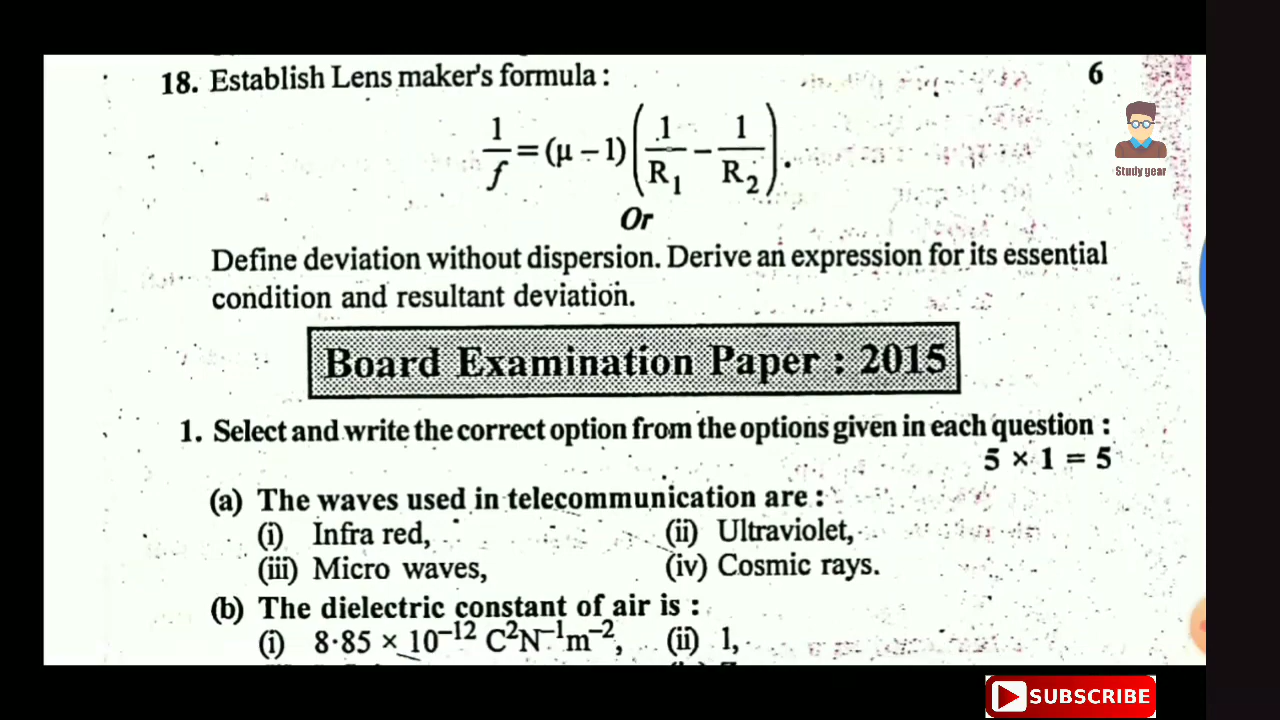 18. Establish Lens maker's formula : 6
1/f = (μ – 1) (1/R₁ – 1/R₂).
Study year
Or
Define deviation without dispersion. Derive an expression for its essential
condition and resultant deviation.
Board Examination Paper : 2015
1. Select and write the correct option from the options given in each question :
5 × 1 = 5
(a) The waves used in telecommunication are :
(i) Infra red, (ii) Ultraviolet,
(iii) Micro waves, (iv) Cosmic rays.
(b) The dielectric constant of air is :
(i) 8·85 × 10⁻¹² C²N⁻¹m⁻², (ii) 1,
SUBSCRIBE